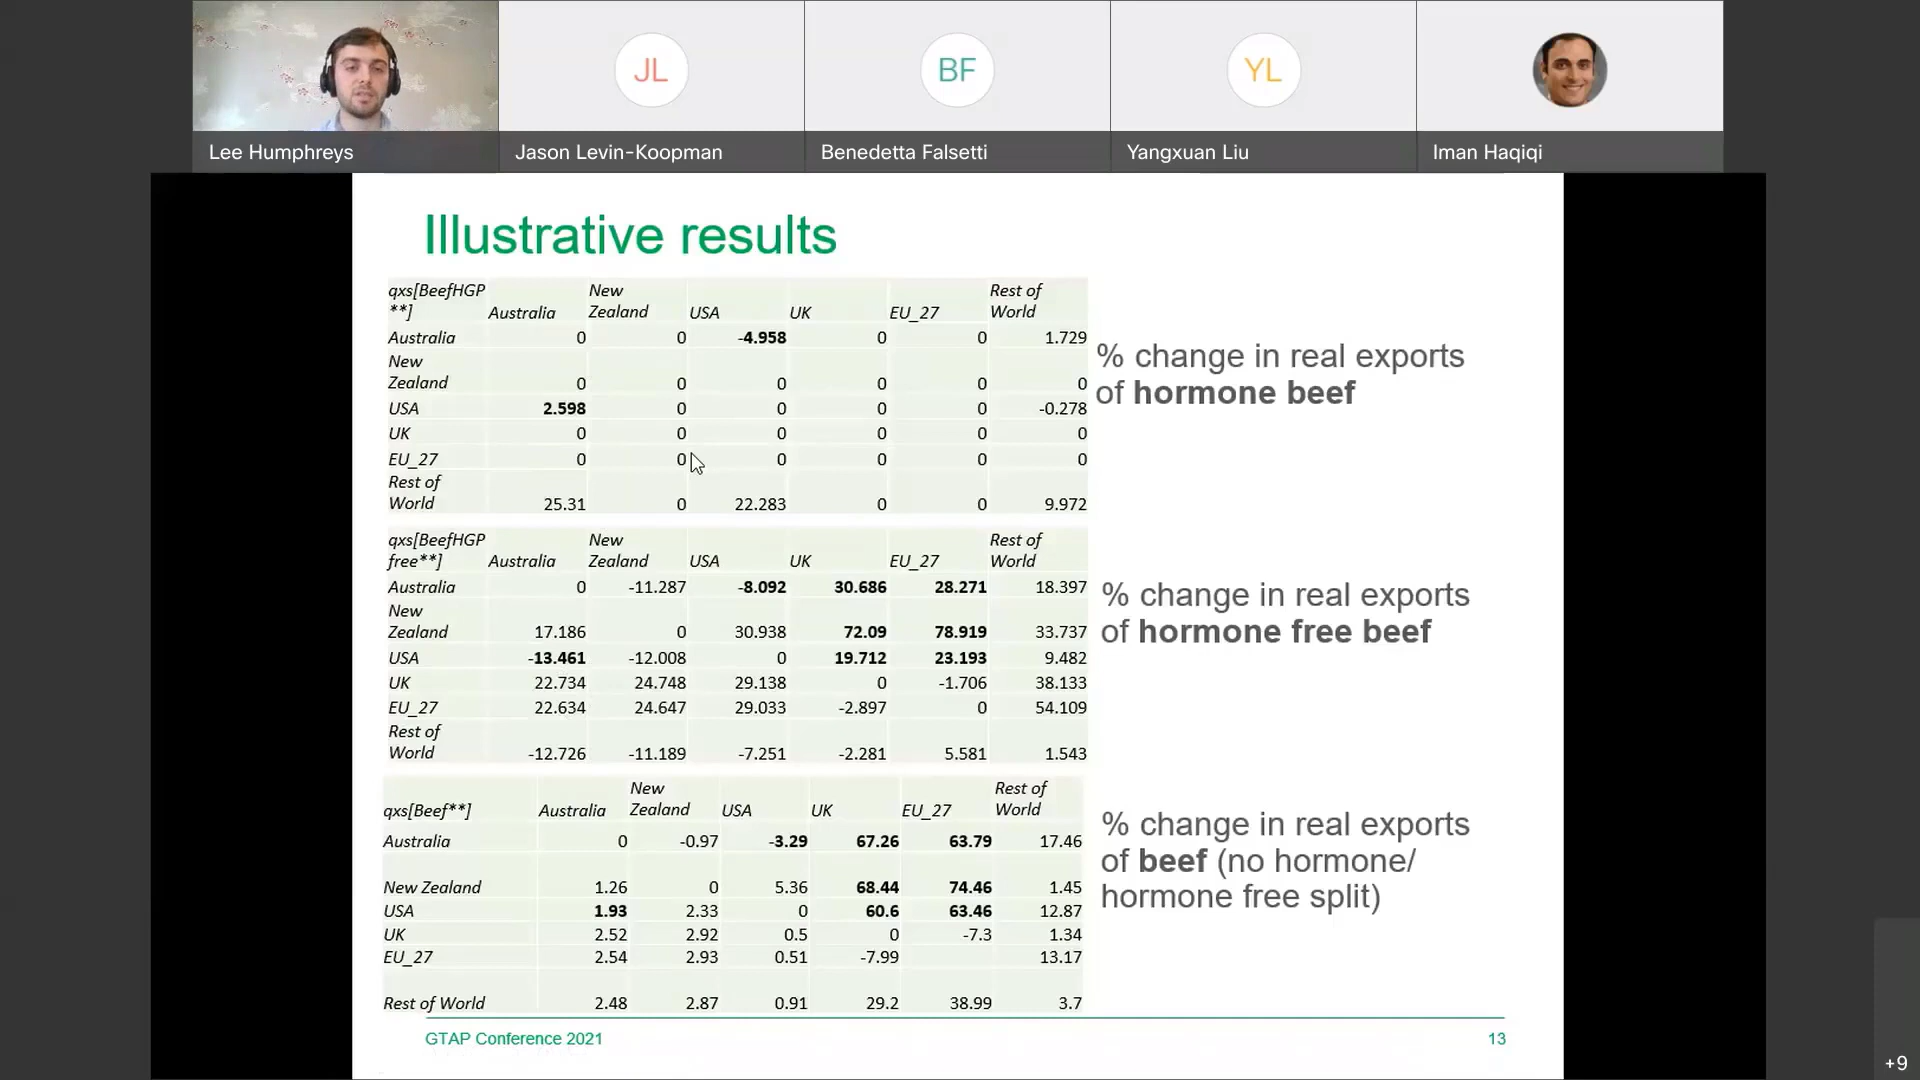 JL
BF
YL
Lee Humphreys
Jason Levin-Koopman
Benedetta Falsetti
Yangxuan Liu
Iman Haqiqi
Illustrative results
qxs[BeefHGP **] Australia New Zealand USA UK EU_27 Rest of World
Australia 0 0 -4.958 0 0 1.729
New Zealand 0 0 0 0 0 0
USA 2.598 0 0 0 0 -0.278
UK 0 0 0 0 0 0
EU_27 0 0 0 0 0 0
Rest of World 25.31 0 22.283 0 0 9.972
% change in real exports
of hormone beef
qxs[BeefHGP free**] Australia New Zealand USA UK EU_27 Rest of World
Australia 0 -11.287 -8.092 30.686 28.271 18.397
New Zealand 17.186 0 30.938 72.09 78.919 33.737
USA -13.461 -12.008 0 19.712 23.193 9.482
UK 22.734 24.748 29.138 0 -1.706 38.133
EU_27 22.634 24.647 29.033 -2.897 0 54.109
Rest of World -12.726 -11.189 -7.251 -2.281 5.581 1.543
% change in real exports
of hormone free beef
qxs[Beef**] Australia New Zealand USA UK EU_27 Rest of World
Australia 0 -0.97 -3.29 67.26 63.79 17.46
New Zealand 1.26 0 5.36 68.44 74.46 1.45
USA 1.93 2.33 0 60.6 63.46 12.87
UK 2.52 2.92 0.5 0 -7.3 1.34
EU_27 2.54 2.93 0.51 -7.99 13.17
Rest of World 2.48 2.87 0.91 29.2 38.99 3.7
% change in real exports
of beef (no hormone/
hormone free split)
GTAP Conference 2021
13
+9